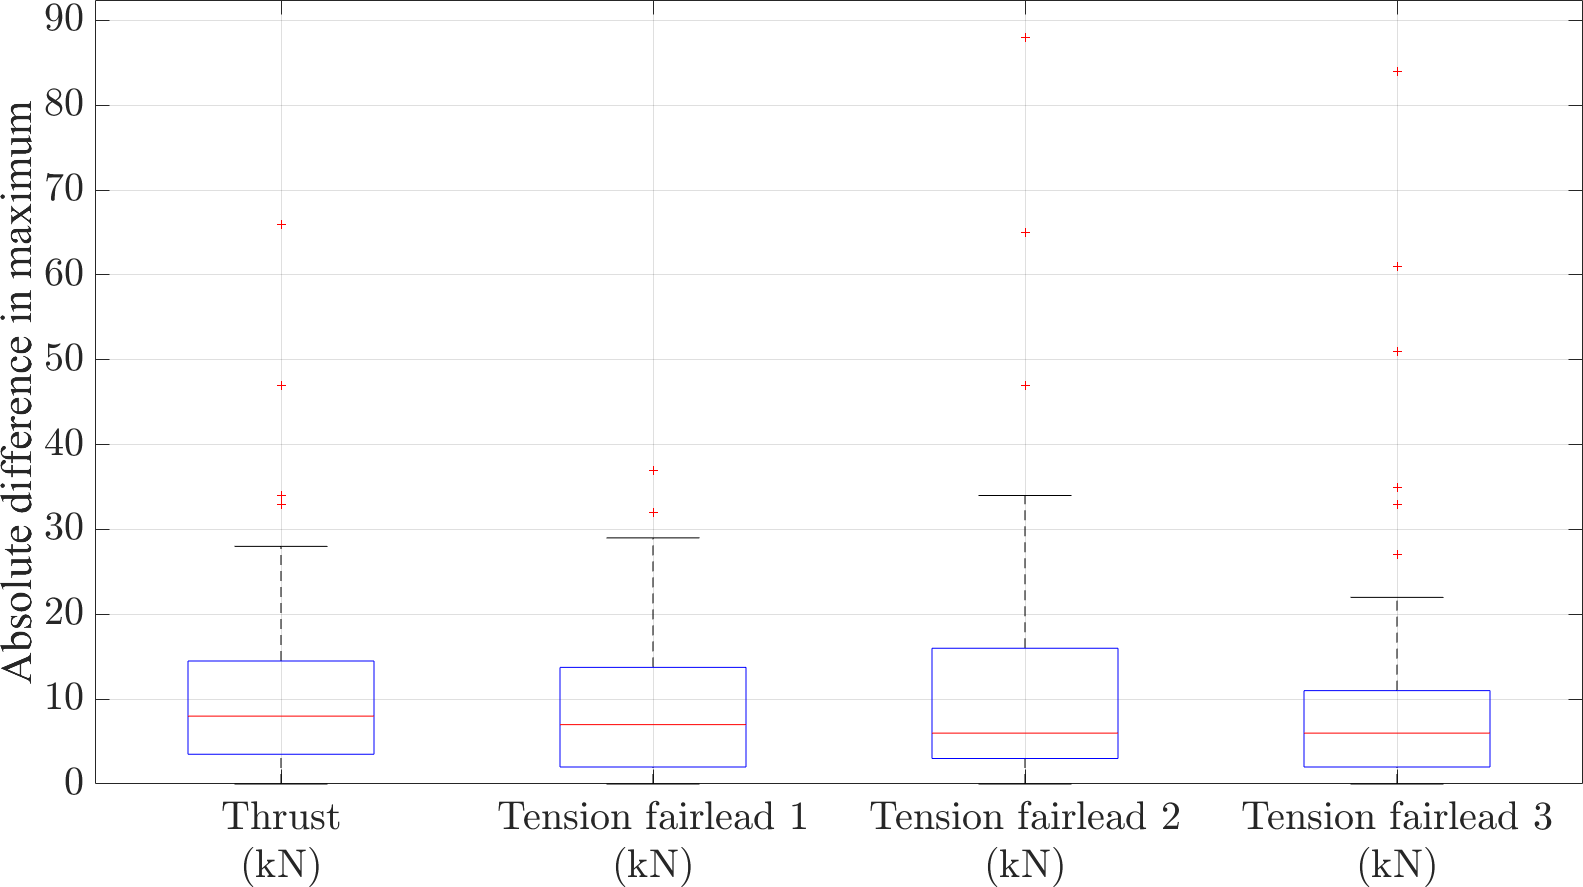 Absolute difference in maximum
90
80
70
60
50
40
30
20
10
0
Thrust
(kN)
Tension fairlead 1
(kN)
Tension fairlead 2
(kN)
Tension fairlead 3
(kN)